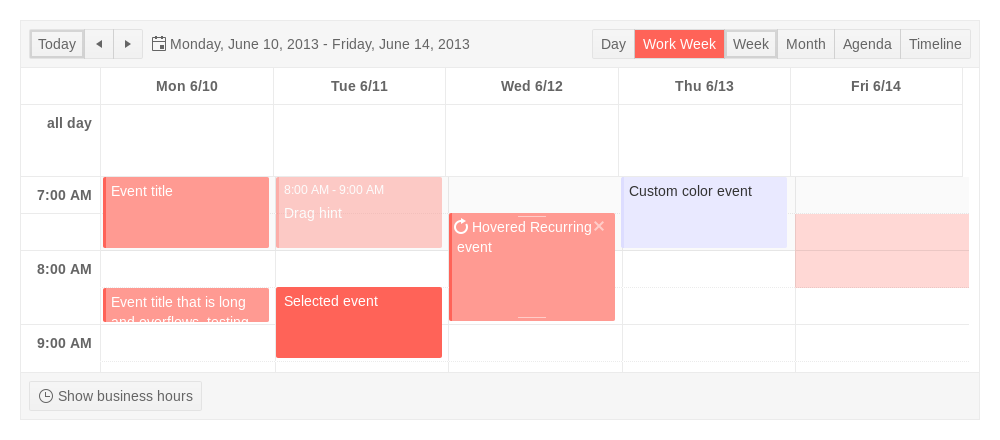 Today Monday, June 10, 2013 - Friday, June 14, 2013 Day Work Week Week Month Agenda Timeline
Mon 6/10 Tue 6/11 Wed 6/12 Thu 6/13 Fri 6/14
all day
7:00 AM
Event title
8:00 AM - 9:00 AM
Drag hint
Custom color event
Hovered Recurring
event
8:00 AM
Event title that is long
and overflows, testing
Selected event
9:00 AM
Show business hours